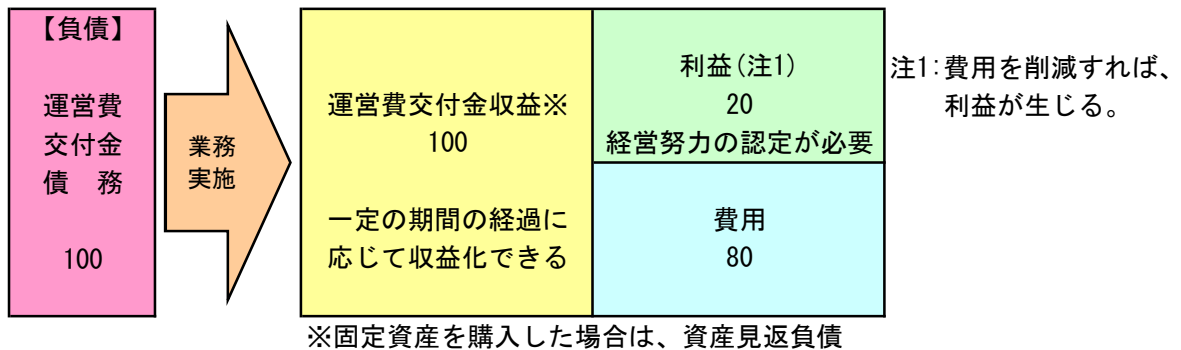 【負債】
運営費
交付金
債　務
100
業務
実施
運営費交付金収益※
100
一定の期間の経過に
応じて収益化できる
利益(注1)
20
経営努力の認定が必要
費用
80
注1:費用を削減すれば、
利益が生じる。
※固定資産を購入した場合は、資産見返負債